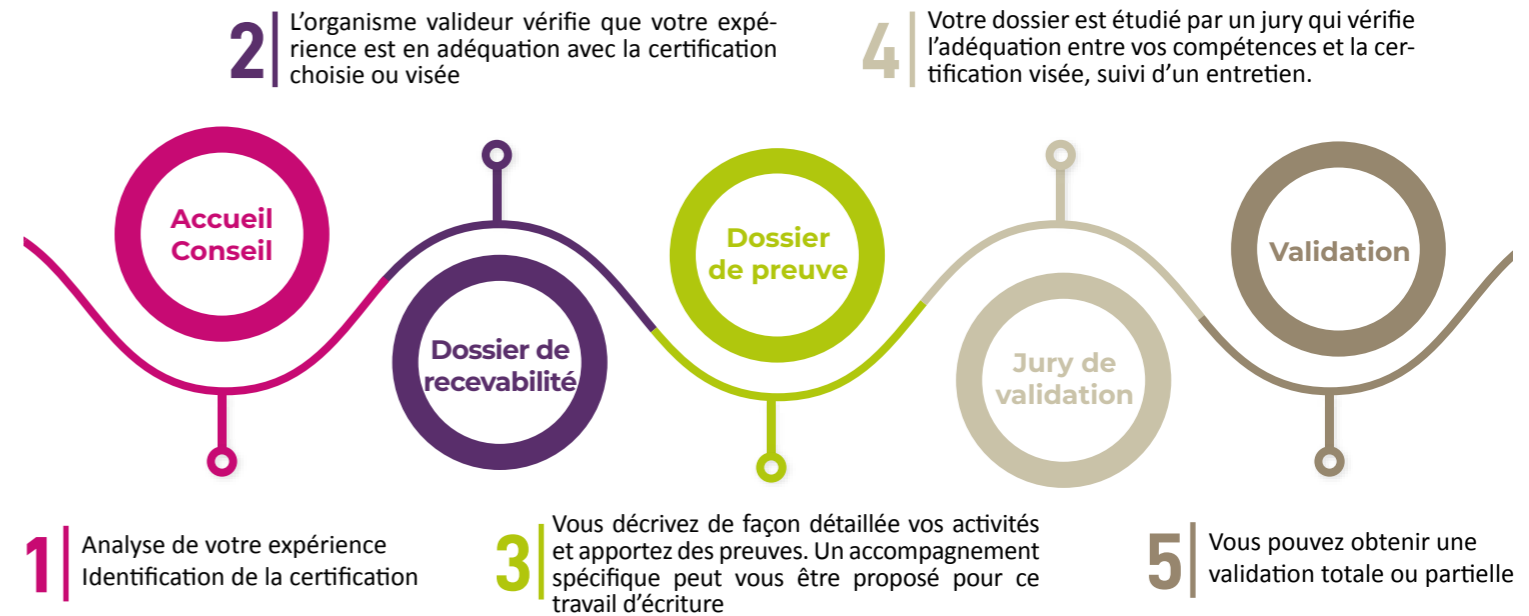 2
L'organisme valideur vérifie que votre expé-
rience est en adéquation avec la certification
choisie ou visée
4
Votre dossier est étudié par un jury qui vérifie
l'adéquation entre vos compétences et la cer-
tification visée, suivi d'un entretien.
Accueil
Conseil
Dossier de
recevabilité
Dossier
de preuve
Jury de
validation
Validation
1
Analyse de votre expérience
Identification de la certification
3
Vous décrivez de façon détaillée vos activités
et apportez des preuves. Un accompagnement
spécifique peut vous être proposé pour ce
travail d'écriture
5
Vous pouvez obtenir une
validation totale ou partielle